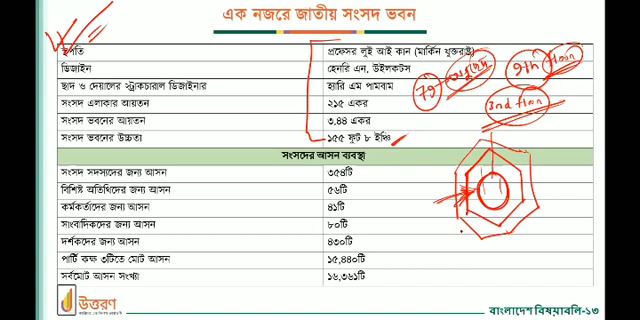 এক নজরে জাতীয় সংসদ ভবন
স্থপতি প্রফেসর লুই আই কান (মার্কিন যুক্তরাষ্ট্র)
ডিজাইন হেনরি এন, উইলকটস
ছাদ ও দেয়ালের স্ট্রাকচারাল ডিজাইনার হ্যারি এম পামবাম
সংসদ এলাকার আয়তন ২১৫ একর
সংসদ ভবনের আয়তন ৩.৪৪ একর
সংসদ ভবনের উচ্চতা ১৫৫ ফুট ৮ ইঞ্চি
9th floor
3nd floor
সংসদের আসন ব্যবস্থা
সংসদ সদস্যদের জন্য আসন ৩৫৪টি
বিশিষ্ট অতিথিদের জন্য আসন ৫৬টি
কর্মকর্তাদের জন্য আসন ৪১টি
সাংবাদিকদের জন্য আসন ৮০টি
দর্শকদের জন্য আসন ৪৩০টি
পার্টি কক্ষ ৩টিতে মোট আসন ১৫,৪৪০টি
সর্বমোট আসন সংখ্যা ১৬,৩৬১টি
উত্তরণ
বাংলাদেশ বিষয়াবলি-১৩